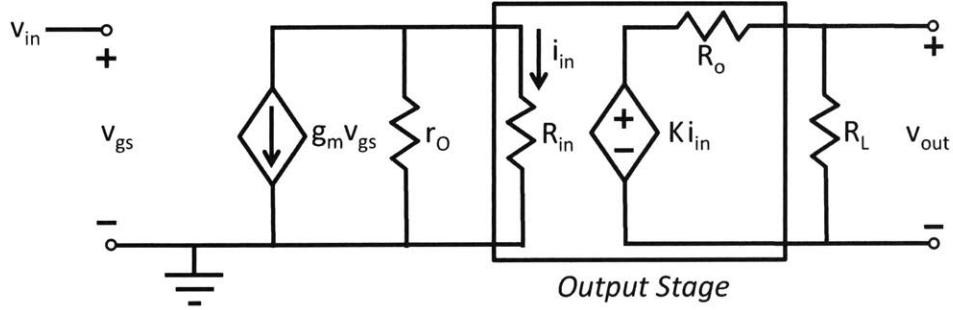 v_in
+
v_gs
−
g_m v_gs
r_O
i_in
R_in
+
−
K i_in
R_o
R_L
+
v_out
−
Output Stage